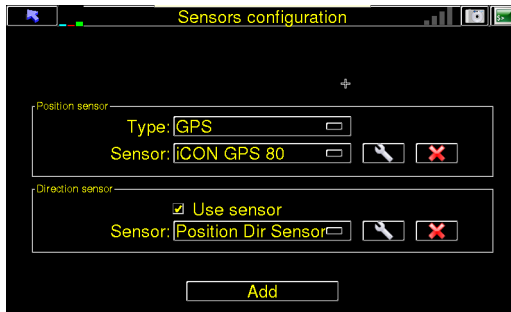 Sensors configuration
Position sensor
Type: GPS
Sensor: iCON GPS 80
Direction sensor
Use sensor
Sensor: Position Dir Sensor
Add